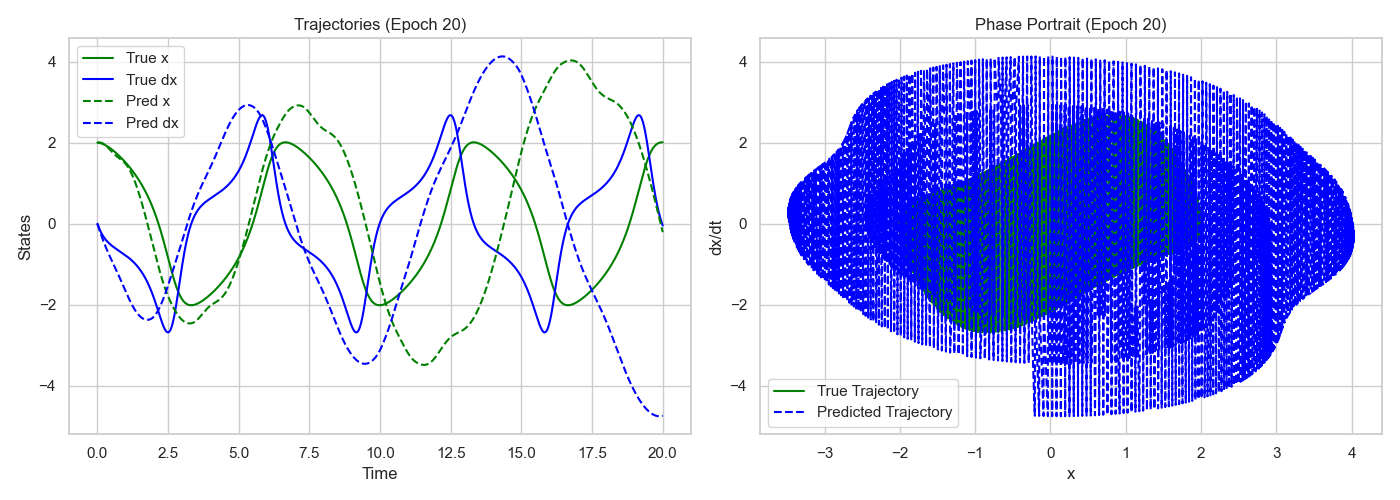 Trajectories (Epoch 20)
True x
True dx
Pred x
Pred dx
4
2
0
−2
−4
States
0.0 2.5 5.0 7.5 10.0 12.5 15.0 17.5 20.0
Time
Phase Portrait (Epoch 20)
4
2
0
−2
−4
dx/dt
True Trajectory
Predicted Trajectory
−3 −2 −1 0 1 2 3 4
x